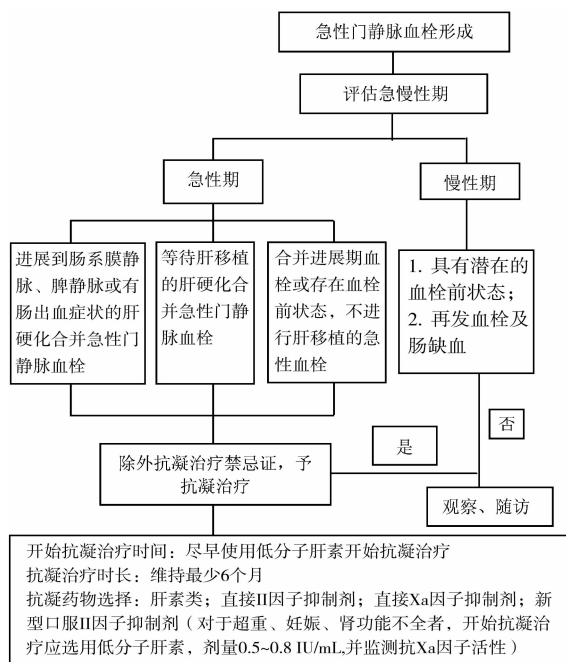 急性门静脉血栓形成
评估急慢性期
急性期
慢性期
进展到肠系膜静
脉、脾静脉或有
肠出血症状的肝
硬化合并急性门
静脉血栓
等待肝移植
的肝硬化合
并急性门静
脉血栓
合并进展期血
栓或存在血栓
前状态，不进
行肝移植的急
性血栓
1. 具有潜在的
血栓前状态；
2. 再发血栓及
肠缺血
是
否
除外抗凝治疗禁忌证，予
抗凝治疗
观察、随访
开始抗凝治疗时间：尽早使用低分子肝素开始抗凝治疗
抗凝治疗时长：维持最少6个月
抗凝药物选择：肝素类；直接II因子抑制剂；直接Xa因子抑制剂；新
型口服II因子抑制剂（对于超重、妊娠、肾功能不全者，开始抗凝治
疗应选用低分子肝素，剂量0.5~0.8 IU/mL,并监测抗Xa因子活性）